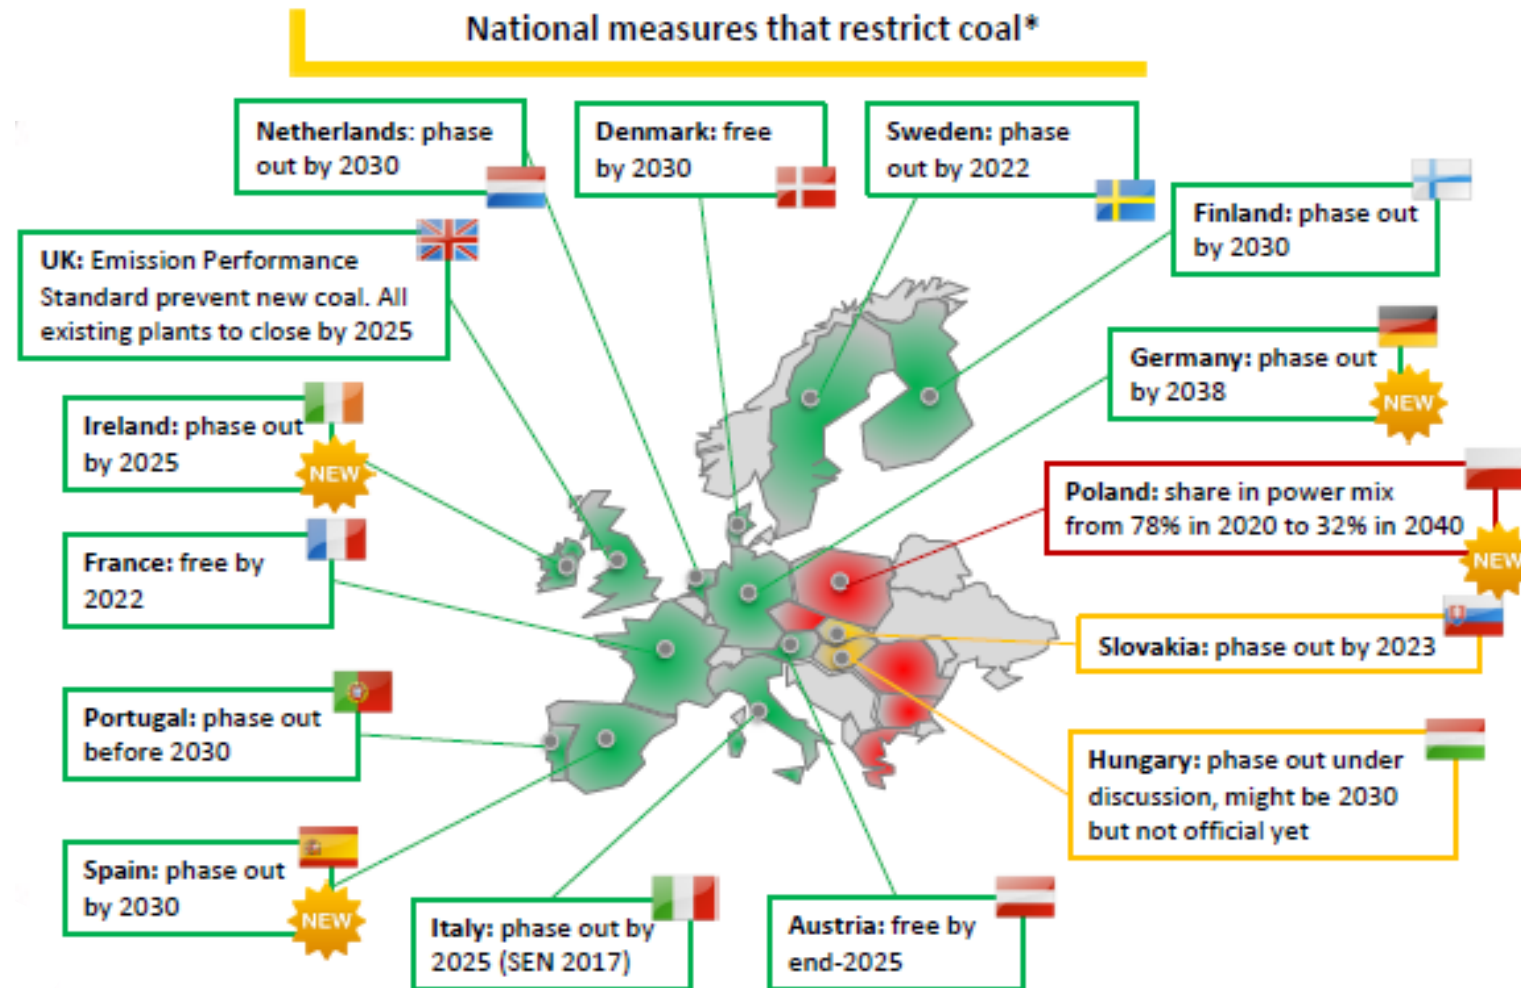 National measures that restrict coal*
Netherlands: phase
out by 2030
Denmark: free
by 2030
Sweden: phase
out by 2022
Finland: phase out
by 2030
UK: Emission Performance
Standard prevent new coal. All
existing plants to close by 2025
Germany: phase out
by 2038
NEW
Ireland: phase out
by 2025
NEW
Poland: share in power mix
from 78% in 2020 to 32% in 2040
NEW
France: free by
2022
Slovakia: phase out by 2023
Portugal: phase out
before 2030
Hungary: phase out under
discussion, might be 2030
but not official yet
Spain: phase out
by 2030
NEW
Italy: phase out by
2025 (SEN 2017)
Austria: free by
end-2025